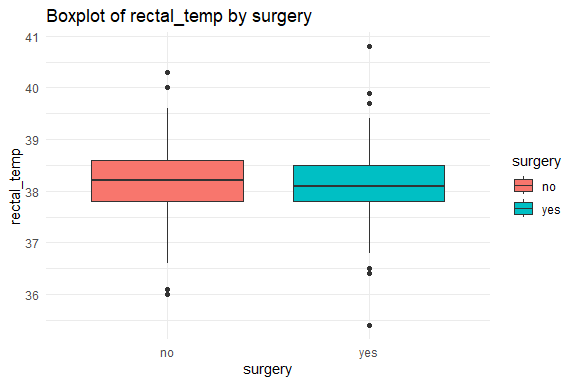 Boxplot of rectal_temp by surgery
41
40
39
38
37
36
rectal_temp
no
yes
surgery
surgery
no
yes